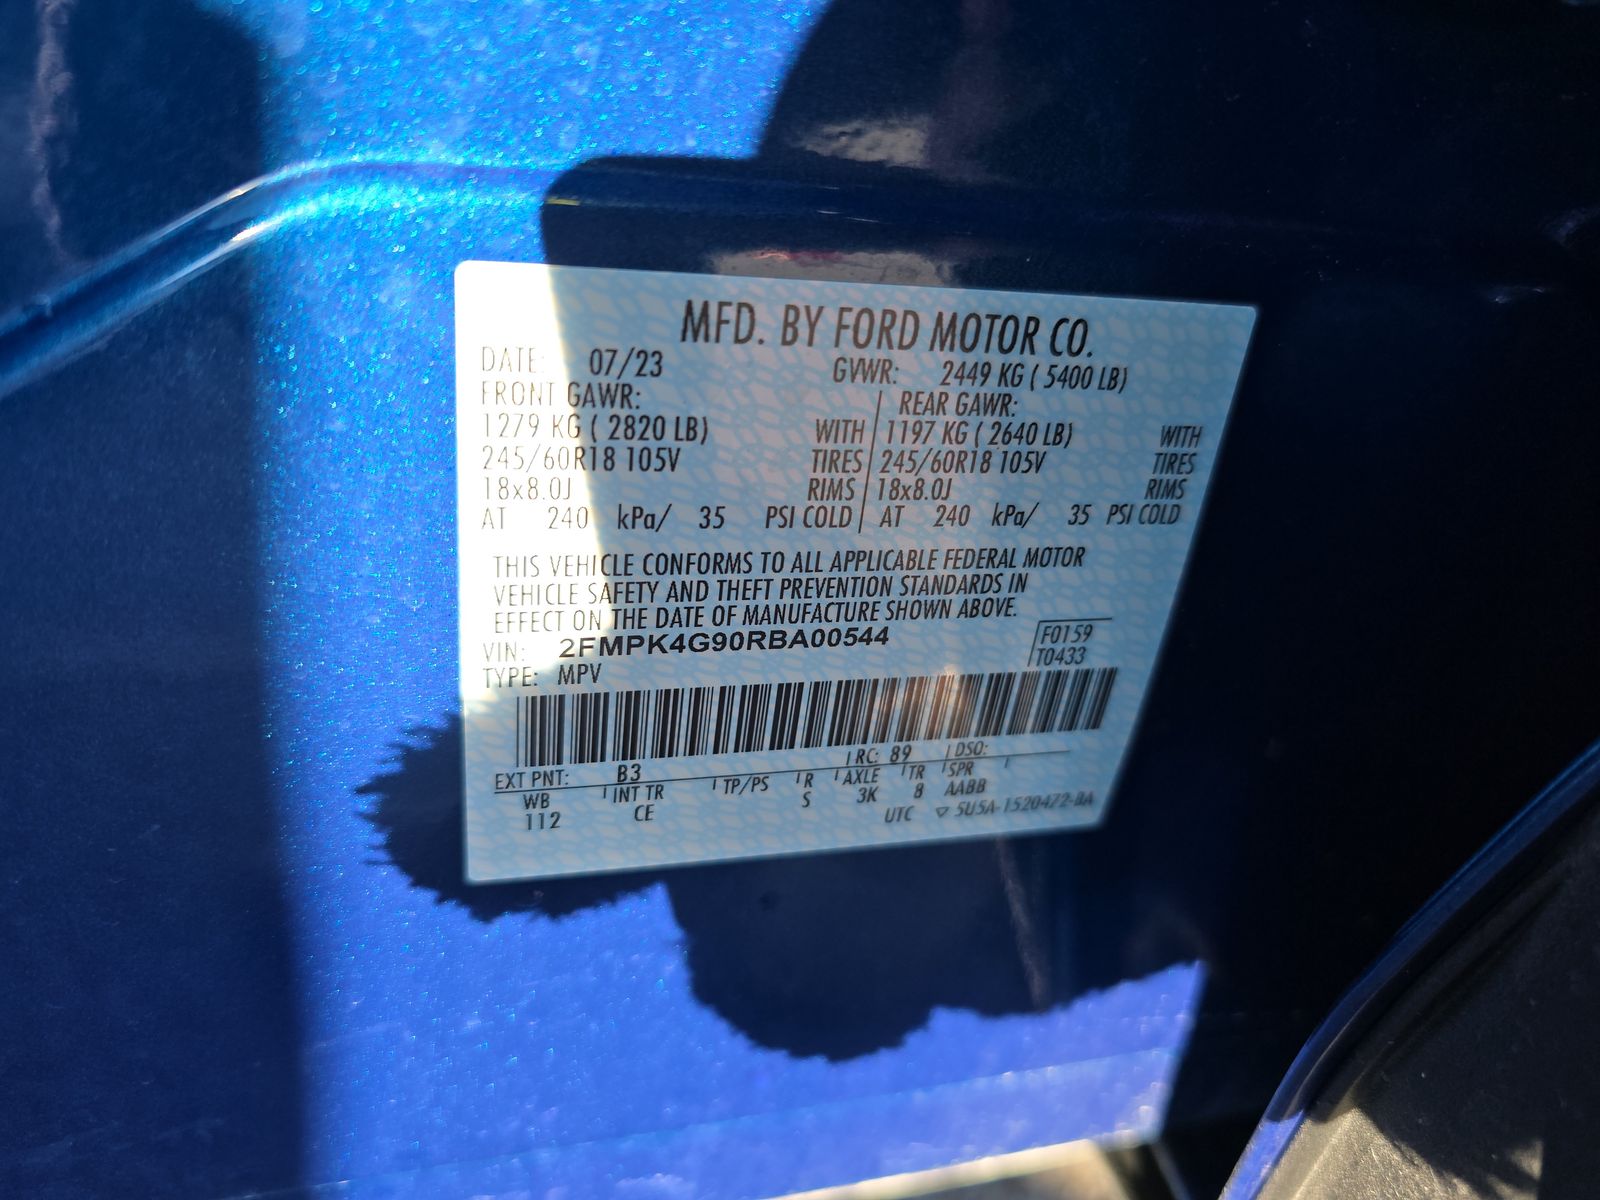 MFD. BY FORD MOTOR CO.
DATE: 07/23 GVWR: 2449 KG ( 5400 LB)
FRONT GAWR: REAR GAWR:
1279 KG ( 2820 LB) WITH 1197 KG ( 2640 LB) WITH
245/60R18 105V TIRES 245/60R18 105V TIRES
18x8.0J RIMS 18x8.0J RIMS
AT 240 kPa/ 35 PSI COLD AT 240 kPa/ 35 PSI COLD
THIS VEHICLE CONFORMS TO ALL APPLICABLE FEDERAL MOTOR
VEHICLE SAFETY AND THEFT PREVENTION STANDARDS IN
EFFECT ON THE DATE OF MANUFACTURE SHOWN ABOVE.
VIN: 2FMPK4G90RBA00544 F0159
TYPE: MPV T0433
EXT PNT: B3 RC: 89 DSO:
WB INT TR TP/PS R AXLE TR SPR
112 CE S 3K 8 AABB
UTC ▽ 5U5A-1520472-BA